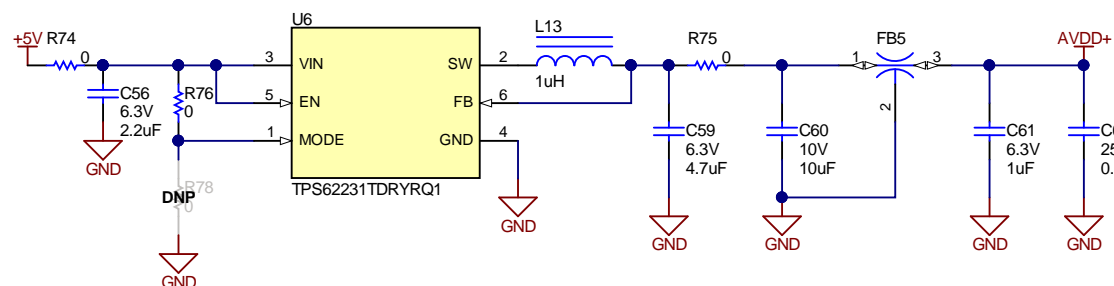 U6
+5V R74
0
L13
R75
0
FB5
AVDD+
3 VIN
SW 2
1uH
1
3
C56
6.3V
2.2uF
R76
0
5 EN
FB 6
2
1 MODE
GND 4
C59
6.3V
4.7uF
C60
10V
10uF
C61
6.3V
1uF
GND
TPS62231TDRYRQ1
R78
DNP
0
GND
GND
GND
GND
GND
GND